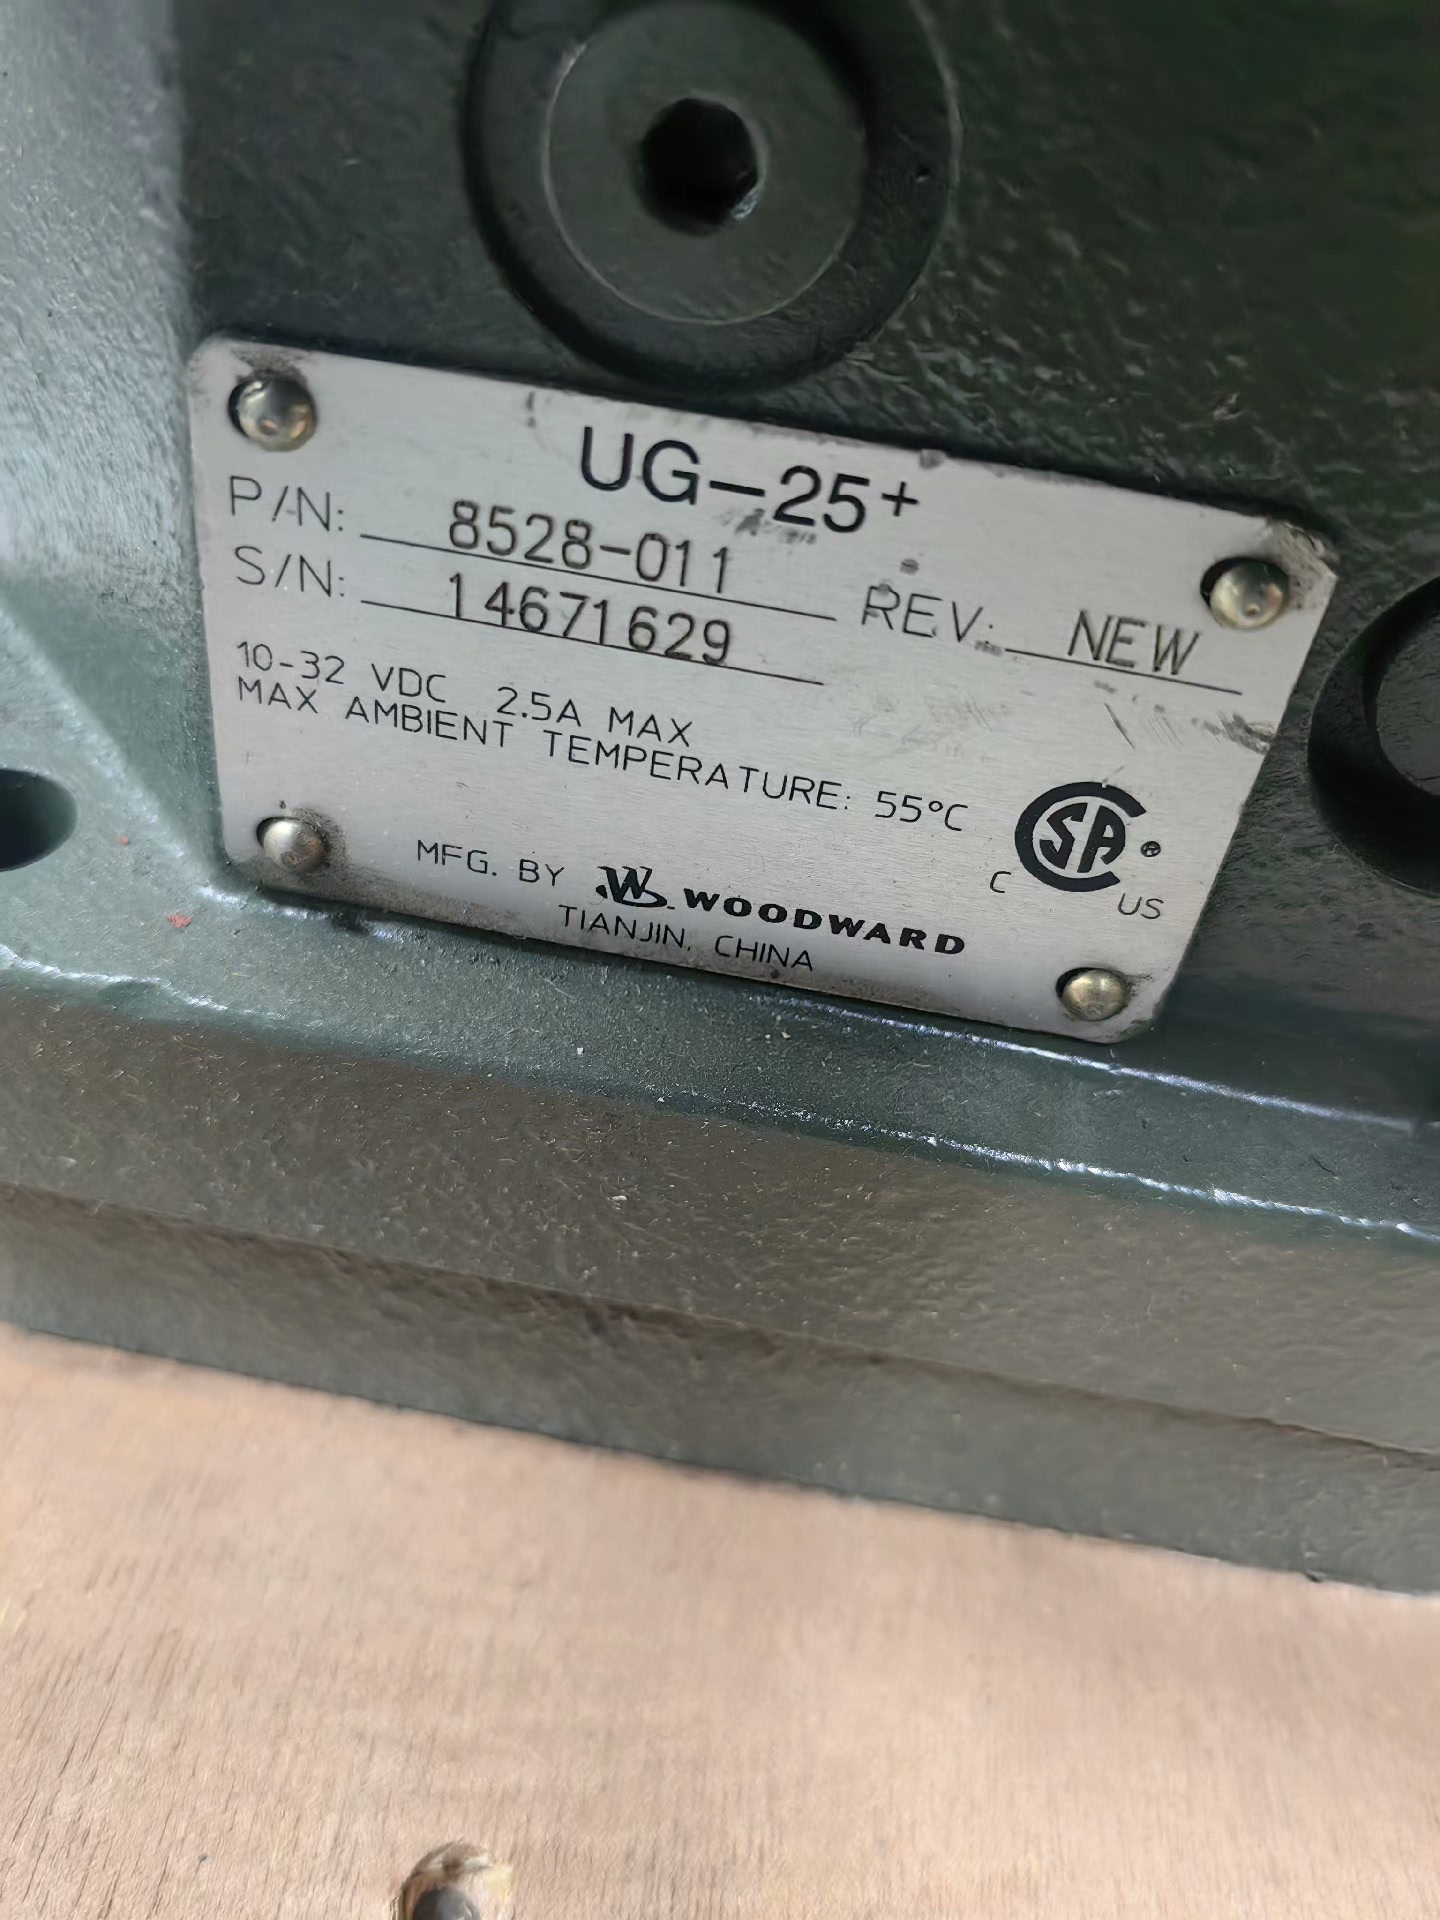 UG-25+
P/N: 8528-011 REV: NEW
S/N: 14671629
10-32 VDC 2.5A MAX
MAX AMBIENT TEMPERATURE: 55°C
C SA ® C US
MFG. BY W WOODWARD
TIANJIN, CHINA